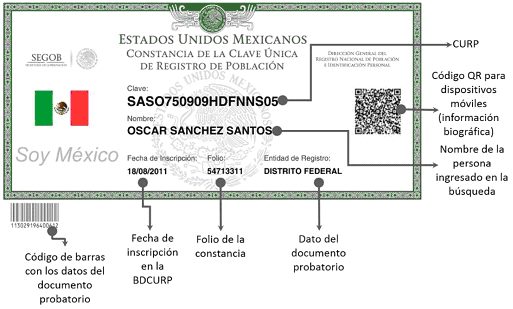 ESTADOS UNIDOS MEXICANOS
CONSTANCIA DE LA CLAVE ÚNICA
DE REGISTRO DE POBLACIÓN
SEGOB
DIRECCIÓN GENERAL DEL
REGISTRO NACIONAL DE POBLACIÓN
E IDENTIFICACIÓN PERSONAL
CURP
Clave:
SASO750909HDFNNS05
Código QR para
dispositivos
móviles
(información
biográfica)
Nombre:
OSCAR SANCHEZ SANTOS
Nombre de la
persona
ingresado en la
búsqueda
Soy México
Fecha de Inscripción:
Folio:
Entidad de Registro:
18/08/2011
54713311
DISTRITO FEDERAL
Código de barras
con los datos del
documento
probatorio
Fecha de
inscripción
en la
BDCURP
Folio de la
constancia
Dato del
documento
probatorio